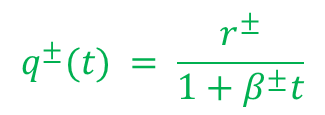 q^±(t) = r^± / (1 + β^± t)